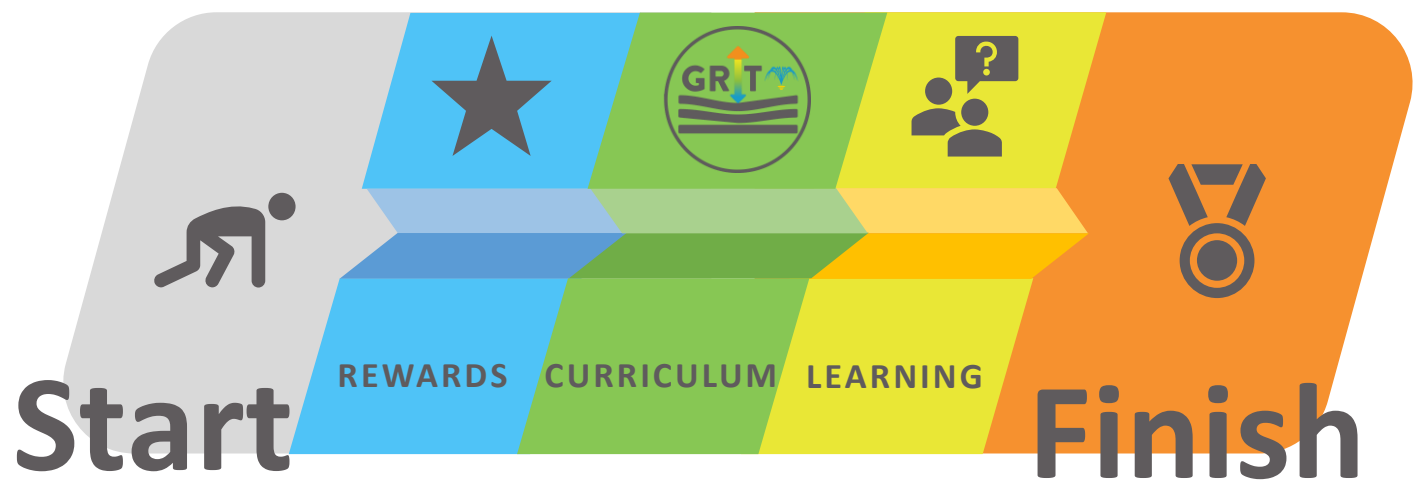 GRIT
?
REWARDS
CURRICULUM
LEARNING
Start
Finish